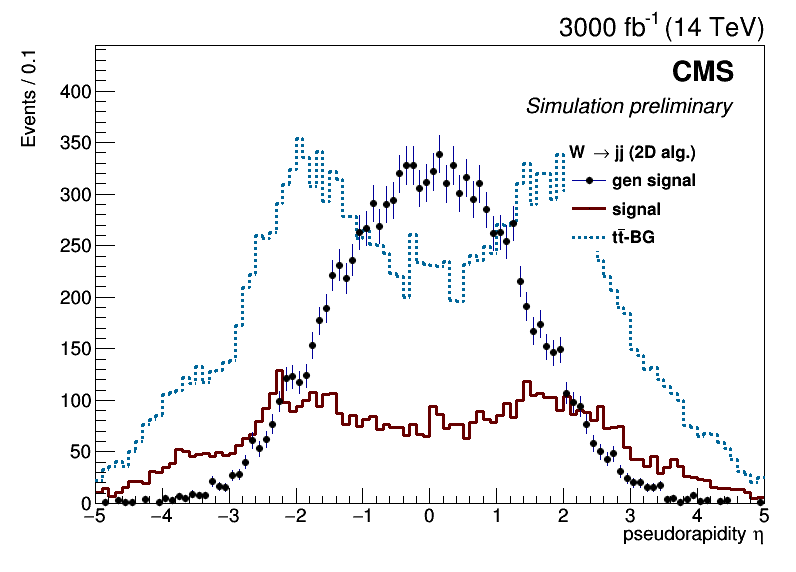 3000 fb⁻¹ (14 TeV)
CMS
Simulation preliminary
W → jj (2D alg.)
gen signal
signal
tt̄-BG
Events / 0.1
400
350
300
250
200
150
100
50
0
−5 −4 −3 −2 −1 0 1 2 3 4 5
pseudorapidity η